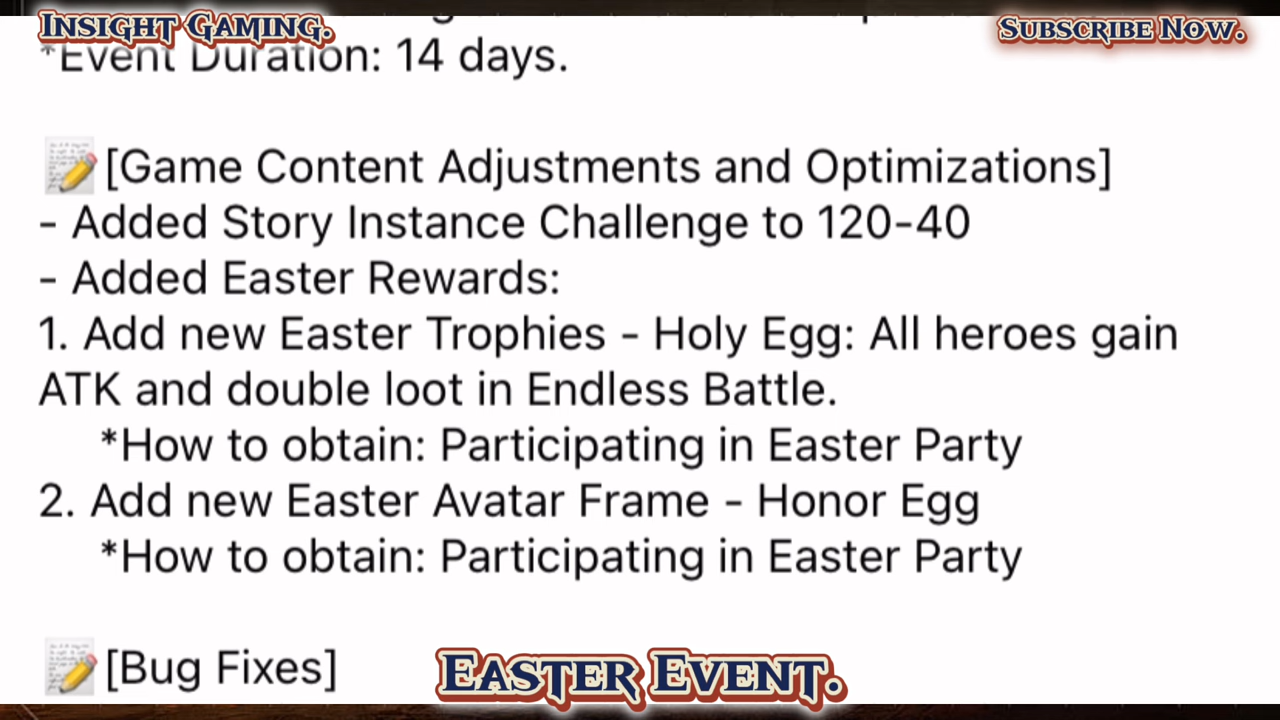 Insight Gaming.
Subscribe Now.
*Event Duration: 14 days.
[Game Content Adjustments and Optimizations]
- Added Story Instance Challenge to 120-40
- Added Easter Rewards:
1. Add new Easter Trophies - Holy Egg: All heroes gain
ATK and double loot in Endless Battle.
*How to obtain: Participating in Easter Party
2. Add new Easter Avatar Frame - Honor Egg
*How to obtain: Participating in Easter Party
[Bug Fixes]
Easter Event.